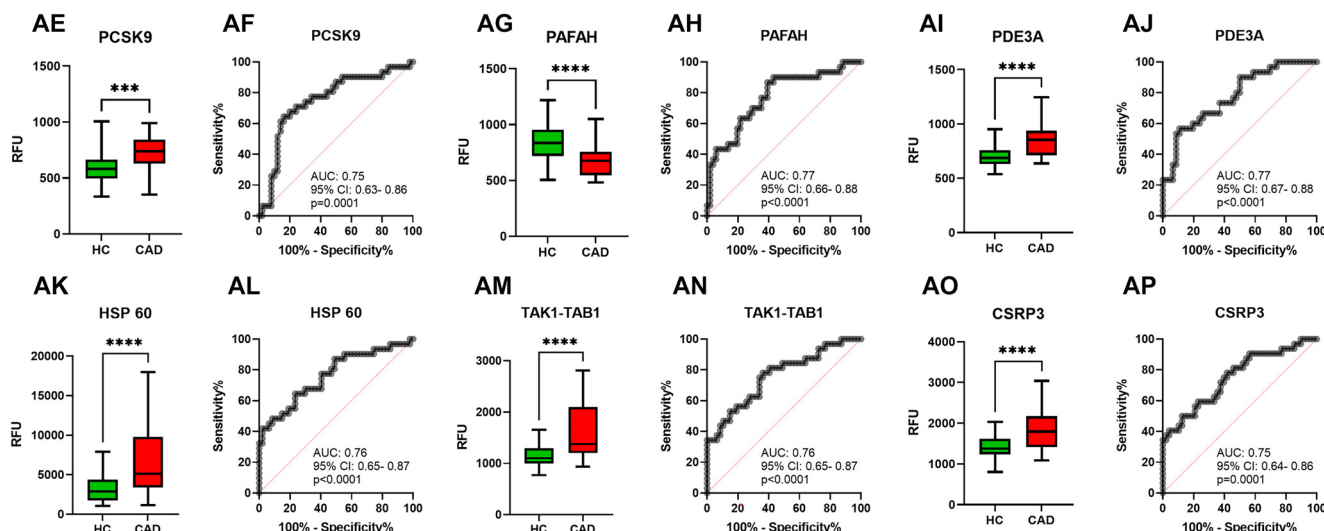 AE
PCSK9
1500
1000
500
0
RFU
***
HC CAD
AF
PCSK9
100
80
60
40
20
0
Sensitivity%
AUC: 0.75
95% CI: 0.63- 0.86
p=0.0001
0 20 40 60 80 100
100% - Specificity%
AG
PAFAH
1500
1000
500
0
RFU
****
HC CAD
AH
PAFAH
100
80
60
40
20
0
Sensitivity%
AUC: 0.77
95% CI: 0.66- 0.88
p<0.0001
0 20 40 60 80 100
100% - Specificity%
AI
PDE3A
1500
1000
500
0
RFU
****
HC CAD
AJ
PDE3A
100
80
60
40
20
0
Sensitivity%
AUC: 0.77
95% CI: 0.67- 0.88
p<0.0001
0 20 40 60 80 100
100% - Specificity%
AK
HSP 60
20000
15000
10000
5000
0
RFU
****
HC CAD
AL
HSP 60
100
80
60
40
20
0
Sensitivity%
AUC: 0.76
95% CI: 0.65- 0.87
p<0.0001
0 20 40 60 80 100
100% - Specificity%
AM
TAK1-TAB1
3000
2000
1000
0
RFU
****
HC CAD
AN
TAK1-TAB1
100
80
60
40
20
0
Sensitivity%
AUC: 0.76
95% CI: 0.65- 0.87
p<0.0001
0 20 40 60 80 100
100% - Specificity%
AO
CSRP3
4000
3000
2000
1000
0
RFU
****
HC CAD
AP
CSRP3
100
80
60
40
20
0
Sensitivity%
AUC: 0.75
95% CI: 0.64- 0.86
p=0.0001
0 20 40 60 80 100
100% - Specificity%